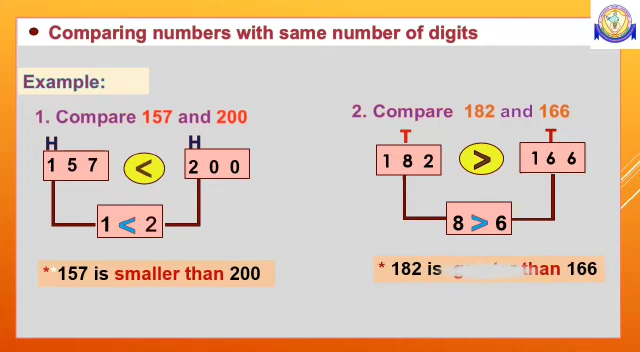 • Comparing numbers with same number of digits
Example:
1. Compare 157 and 200
H H
1 5 7 < 2 0 0
1 < 2
* 157 is smaller than 200
2. Compare 182 and 166
T T
1 8 2 > 1 6 6
8 > 6
* 182 is than 166